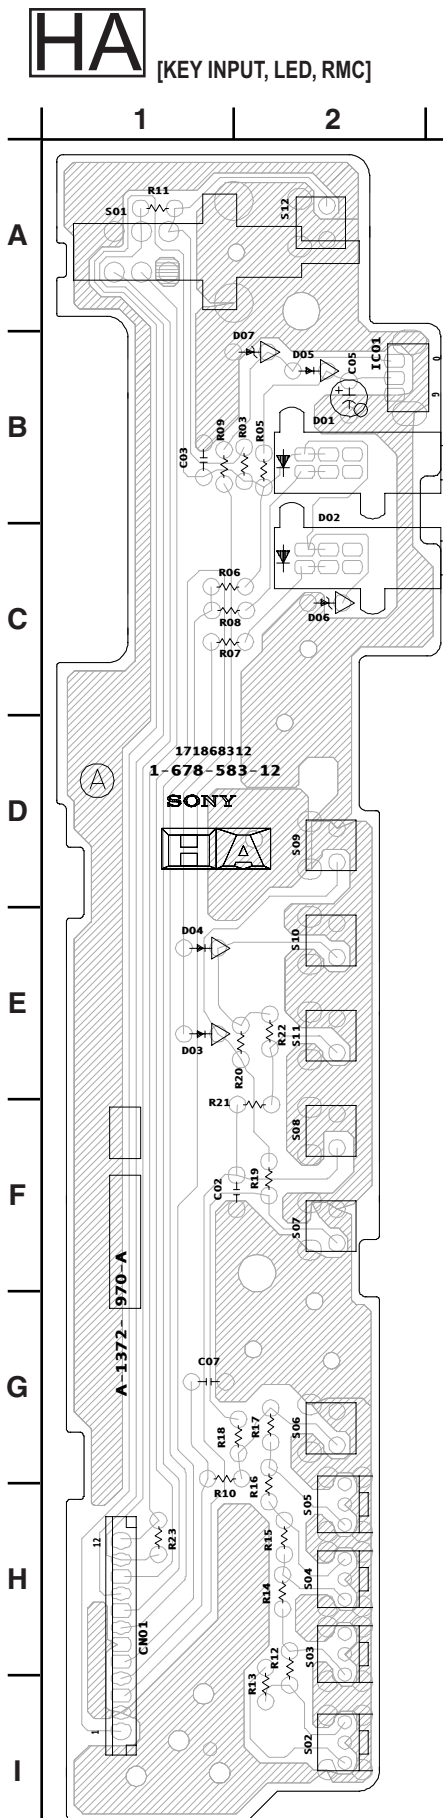 HA [KEY INPUT, LED, RMC]
1 2
A
R11
S01
S12
D07
D05
C05
IC01
B
D01
C03
R09
R03
R05
D02
C
R06
R08
R07
D06
A
171868312
1-678-583-12
SONY
HA
D
S09
D04
S10
E
D03
R20
R22
S11
R21
S08
F
C02
R19
S07
A-1372- 970-A
G
C07
R18
R17
S06
R10
R16
S05
12
R23
R15
H
R14
S04
CN01
R12
S03
R13
1
S02
I